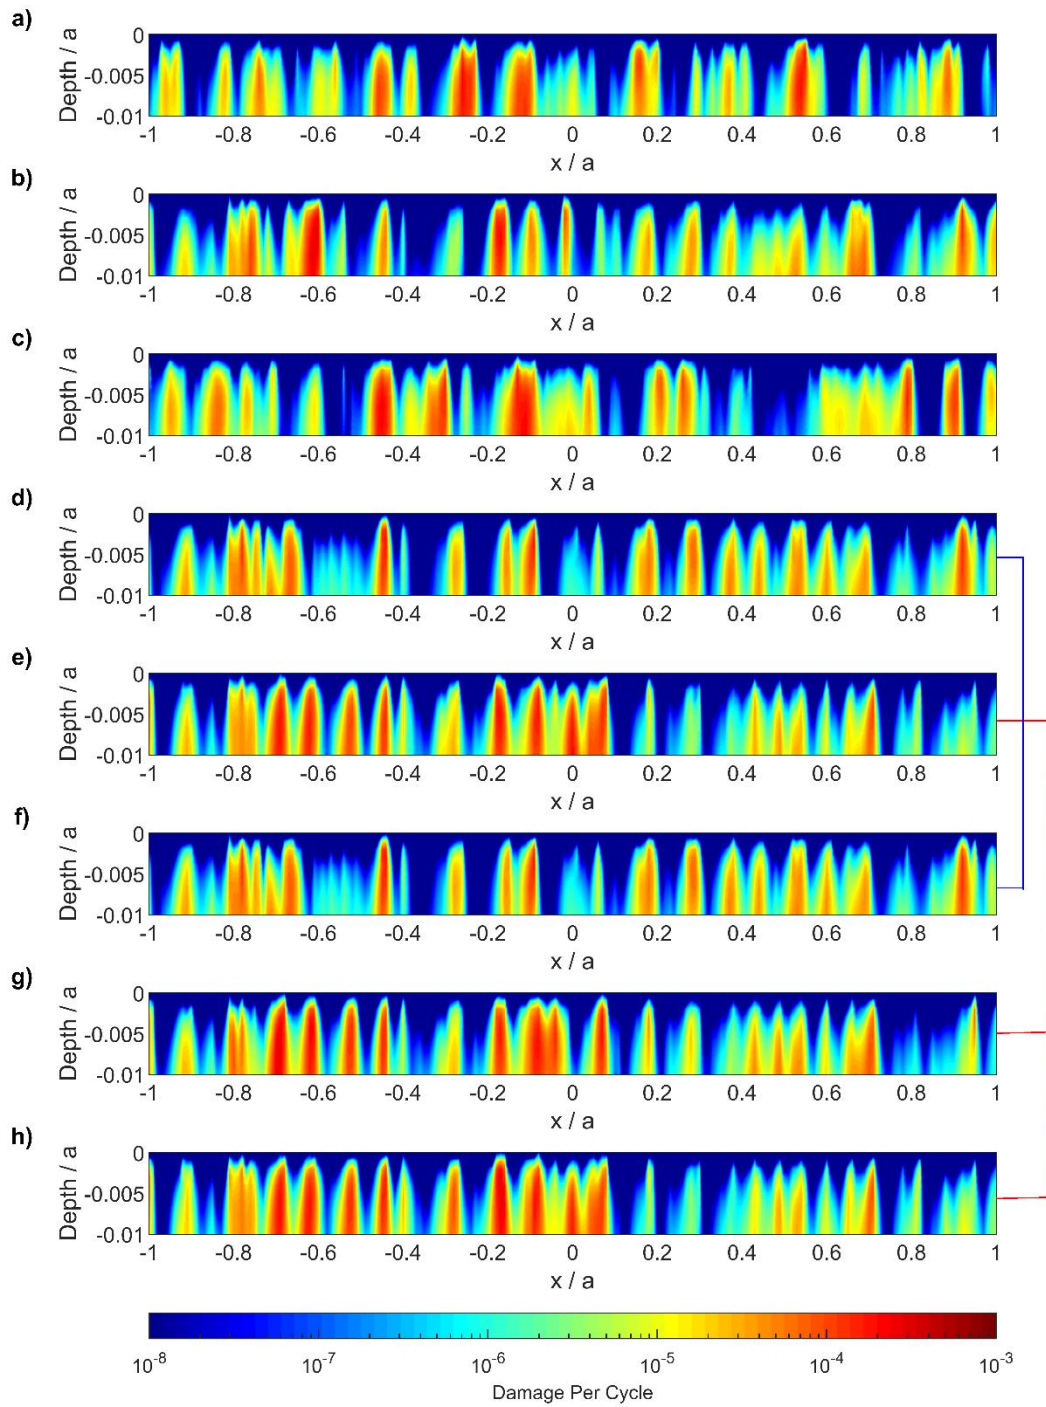 a)
Depth / a
0
-0.005
-0.01
-1 -0.8 -0.6 -0.4 -0.2 0 0.2 0.4 0.6 0.8 1
x / a
b)
Depth / a
0
-0.005
-0.01
-1 -0.8 -0.6 -0.4 -0.2 0 0.2 0.4 0.6 0.8 1
x / a
c)
Depth / a
0
-0.005
-0.01
-1 -0.8 -0.6 -0.4 -0.2 0 0.2 0.4 0.6 0.8 1
x / a
d)
Depth / a
0
-0.005
-0.01
-1 -0.8 -0.6 -0.4 -0.2 0 0.2 0.4 0.6 0.8 1
x / a
e)
Depth / a
0
-0.005
-0.01
-1 -0.8 -0.6 -0.4 -0.2 0 0.2 0.4 0.6 0.8 1
x / a
f)
Depth / a
0
-0.005
-0.01
-1 -0.8 -0.6 -0.4 -0.2 0 0.2 0.4 0.6 0.8 1
x / a
g)
Depth / a
0
-0.005
-0.01
-1 -0.8 -0.6 -0.4 -0.2 0 0.2 0.4 0.6 0.8 1
x / a
h)
Depth / a
0
-0.005
-0.01
-1 -0.8 -0.6 -0.4 -0.2 0 0.2 0.4 0.6 0.8 1
x / a
10⁻⁸ 10⁻⁷ 10⁻⁶ 10⁻⁵ 10⁻⁴ 10⁻³
Damage Per Cycle